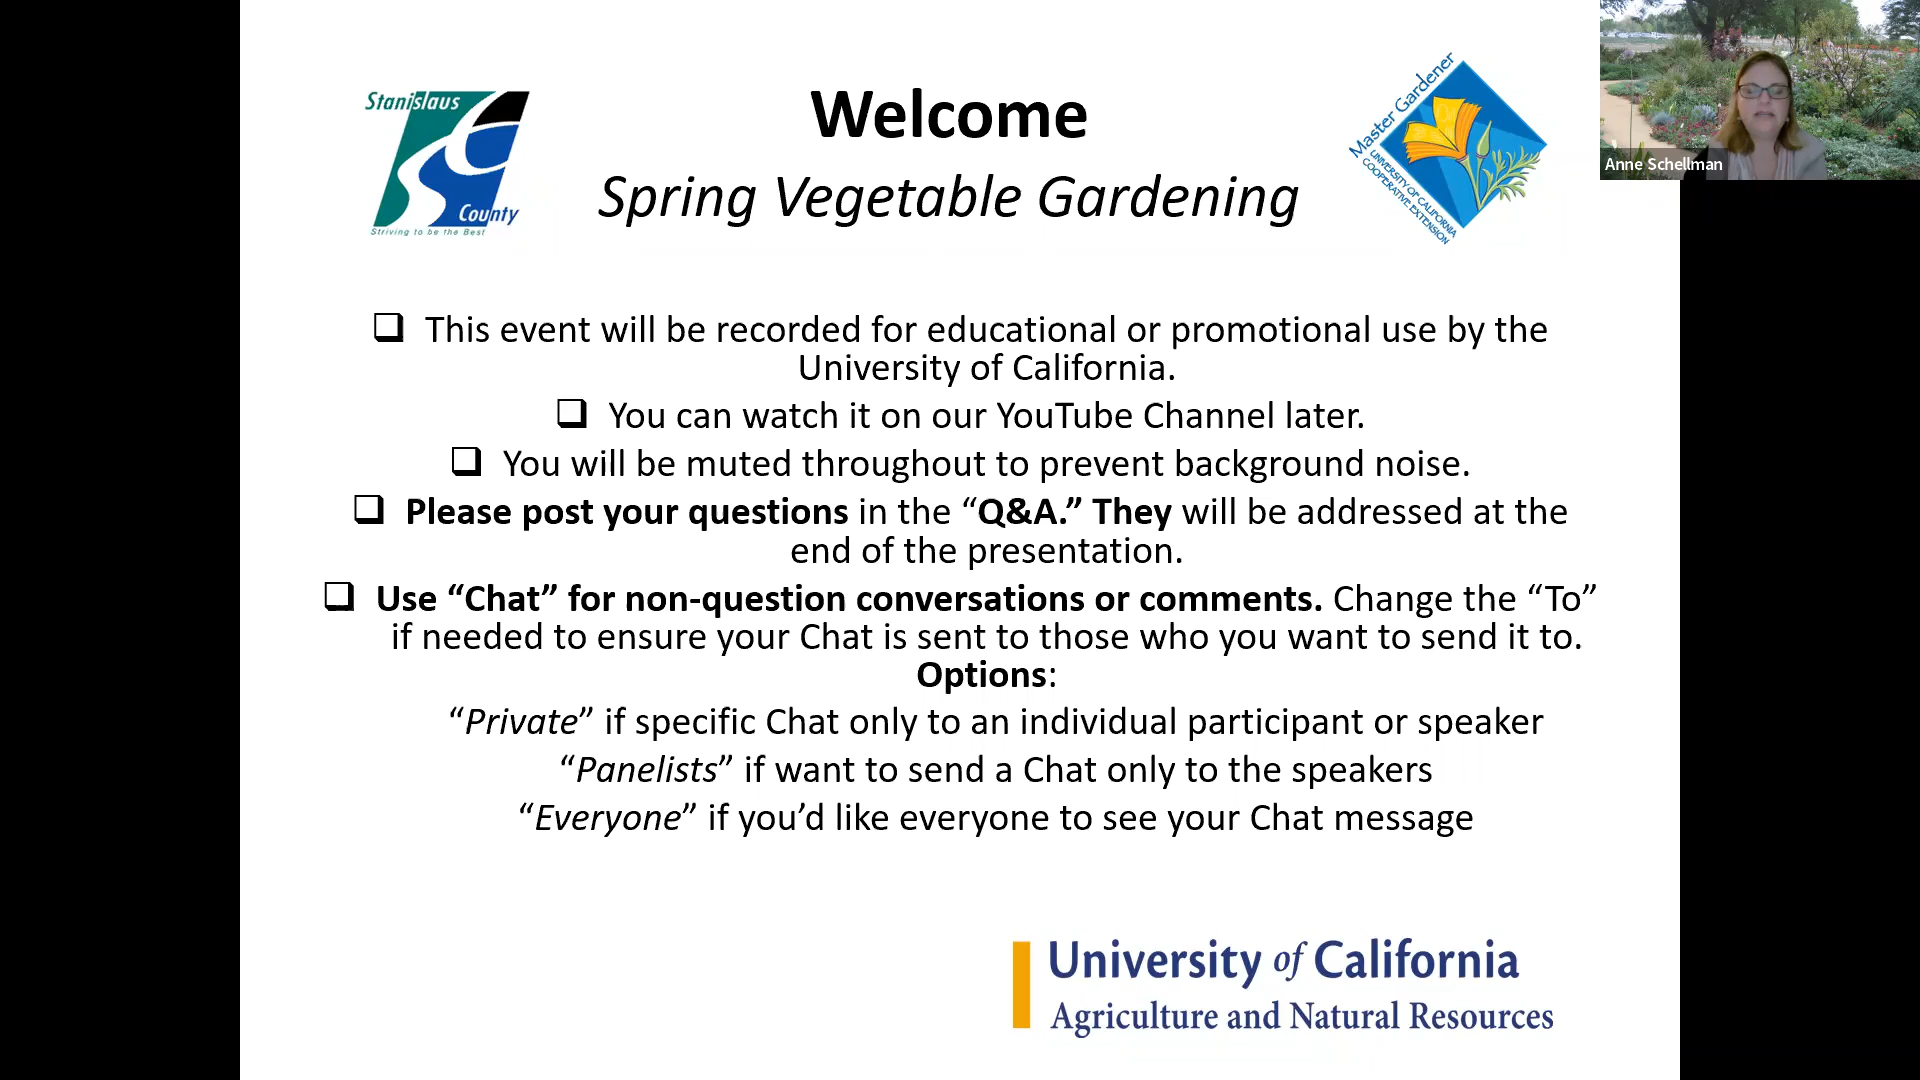 Stanislaus
County
Striving to be the Best
Welcome
Spring Vegetable Gardening
Master Gardener
UNIVERSITY OF CALIFORNIA
COOPERATIVE EXTENSION
Anne Schellman
❑ This event will be recorded for educational or promotional use by the
University of California.
❑ You can watch it on our YouTube Channel later.
❑ You will be muted throughout to prevent background noise.
❑ Please post your questions in the “Q&A.” They will be addressed at the
end of the presentation.
❑ Use “Chat” for non-question conversations or comments. Change the “To”
if needed to ensure your Chat is sent to those who you want to send it to.
Options:
“Private” if specific Chat only to an individual participant or speaker
“Panelists” if want to send a Chat only to the speakers
“Everyone” if you’d like everyone to see your Chat message
University of California
Agriculture and Natural Resources